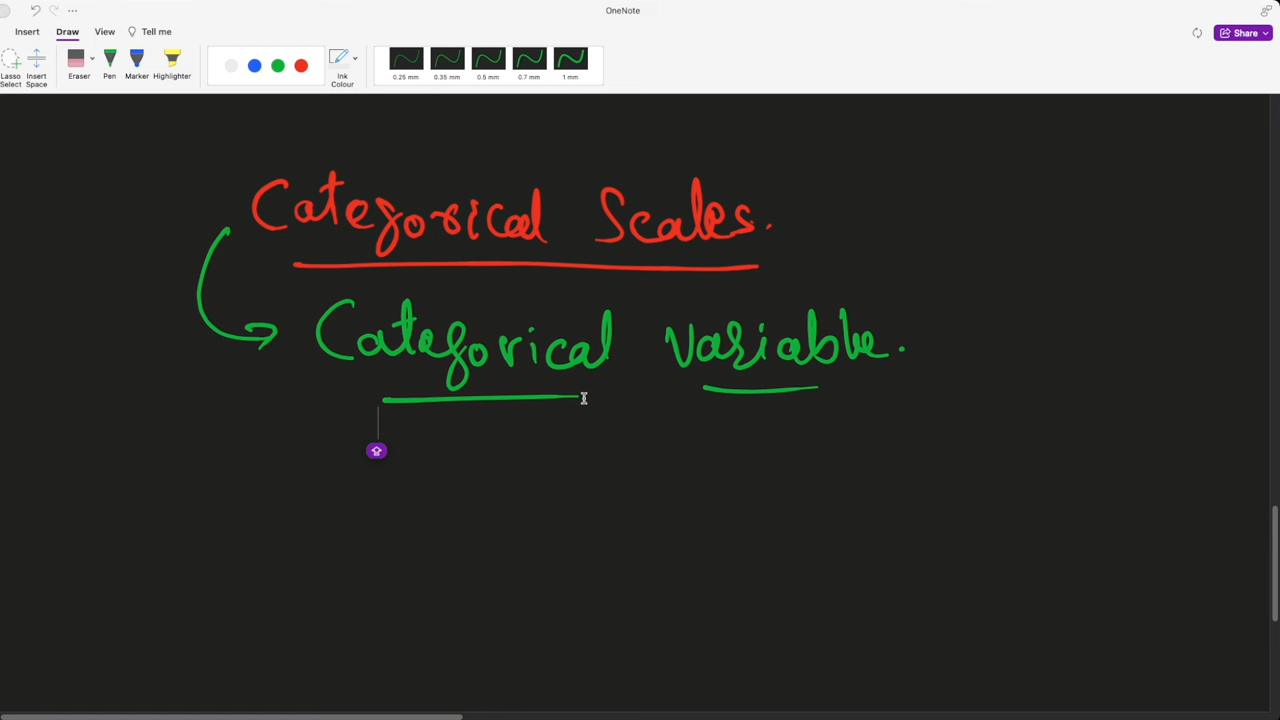 OneNote
Insert Draw View Tell me
Share
Lasso Select Insert Space Eraser Pen Marker Highlighter Ink Colour 0.25 mm 0.35 mm 0.5 mm 0.7 mm 1 mm
Categorical Scales.
Categorical Variable.